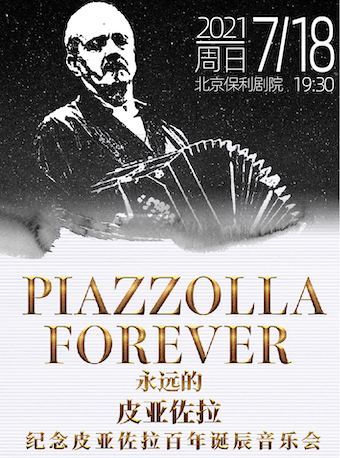 2021 7/18
周日
北京保利剧院 19:30
PIAZZOLLA
FOREVER
永远的
皮亚佐拉
纪念皮亚佐拉百年诞辰音乐会